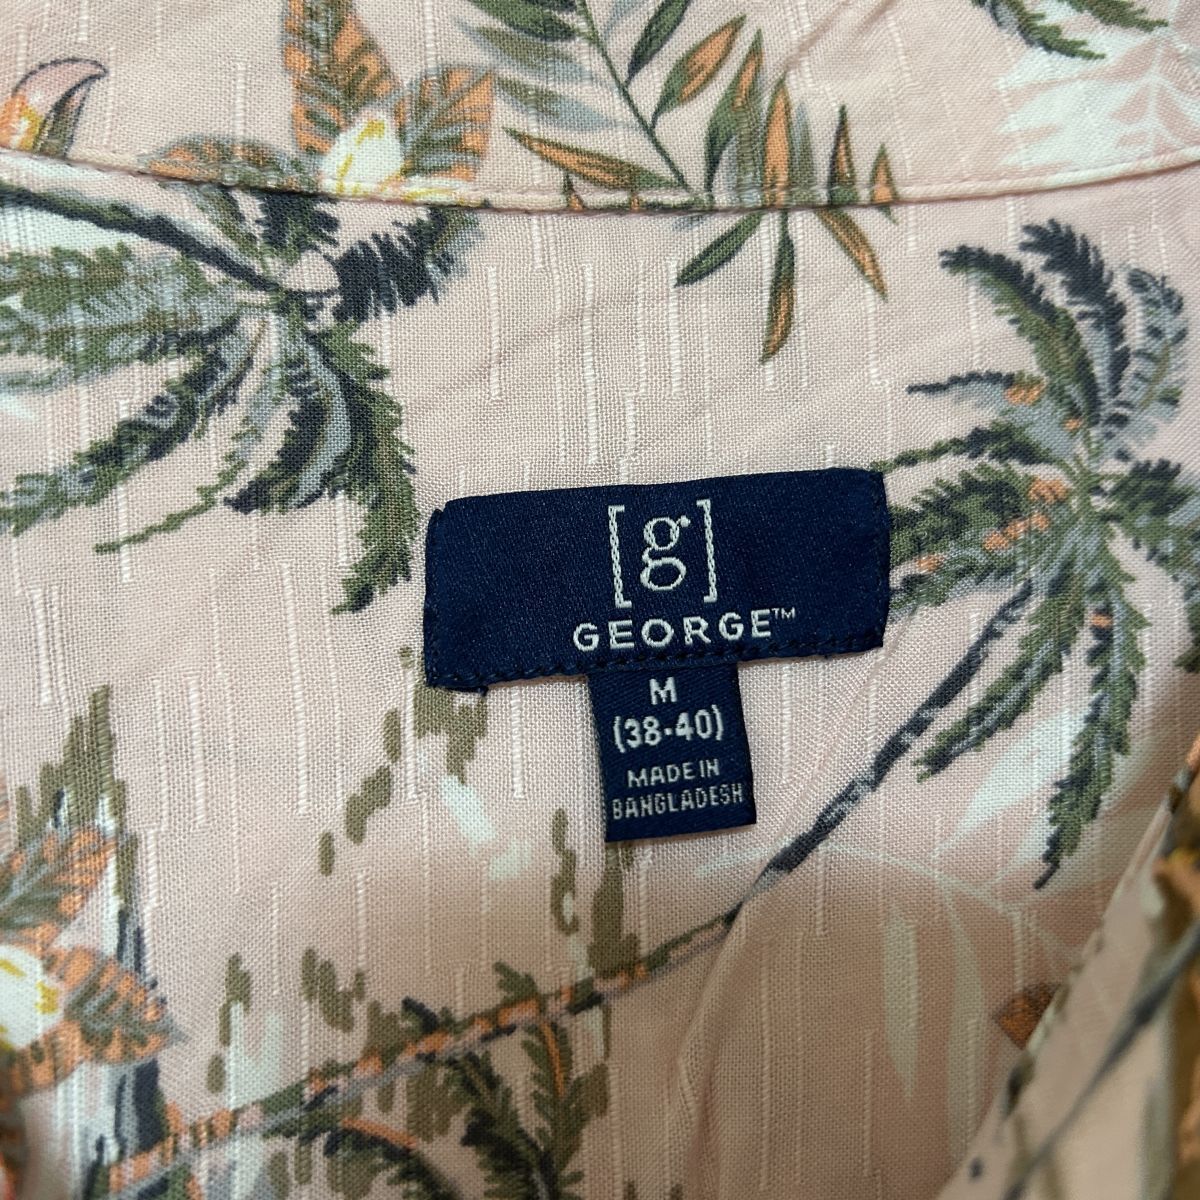 [g]
GEORGE™
M
(38-40)
MADE IN
BANGLADESH